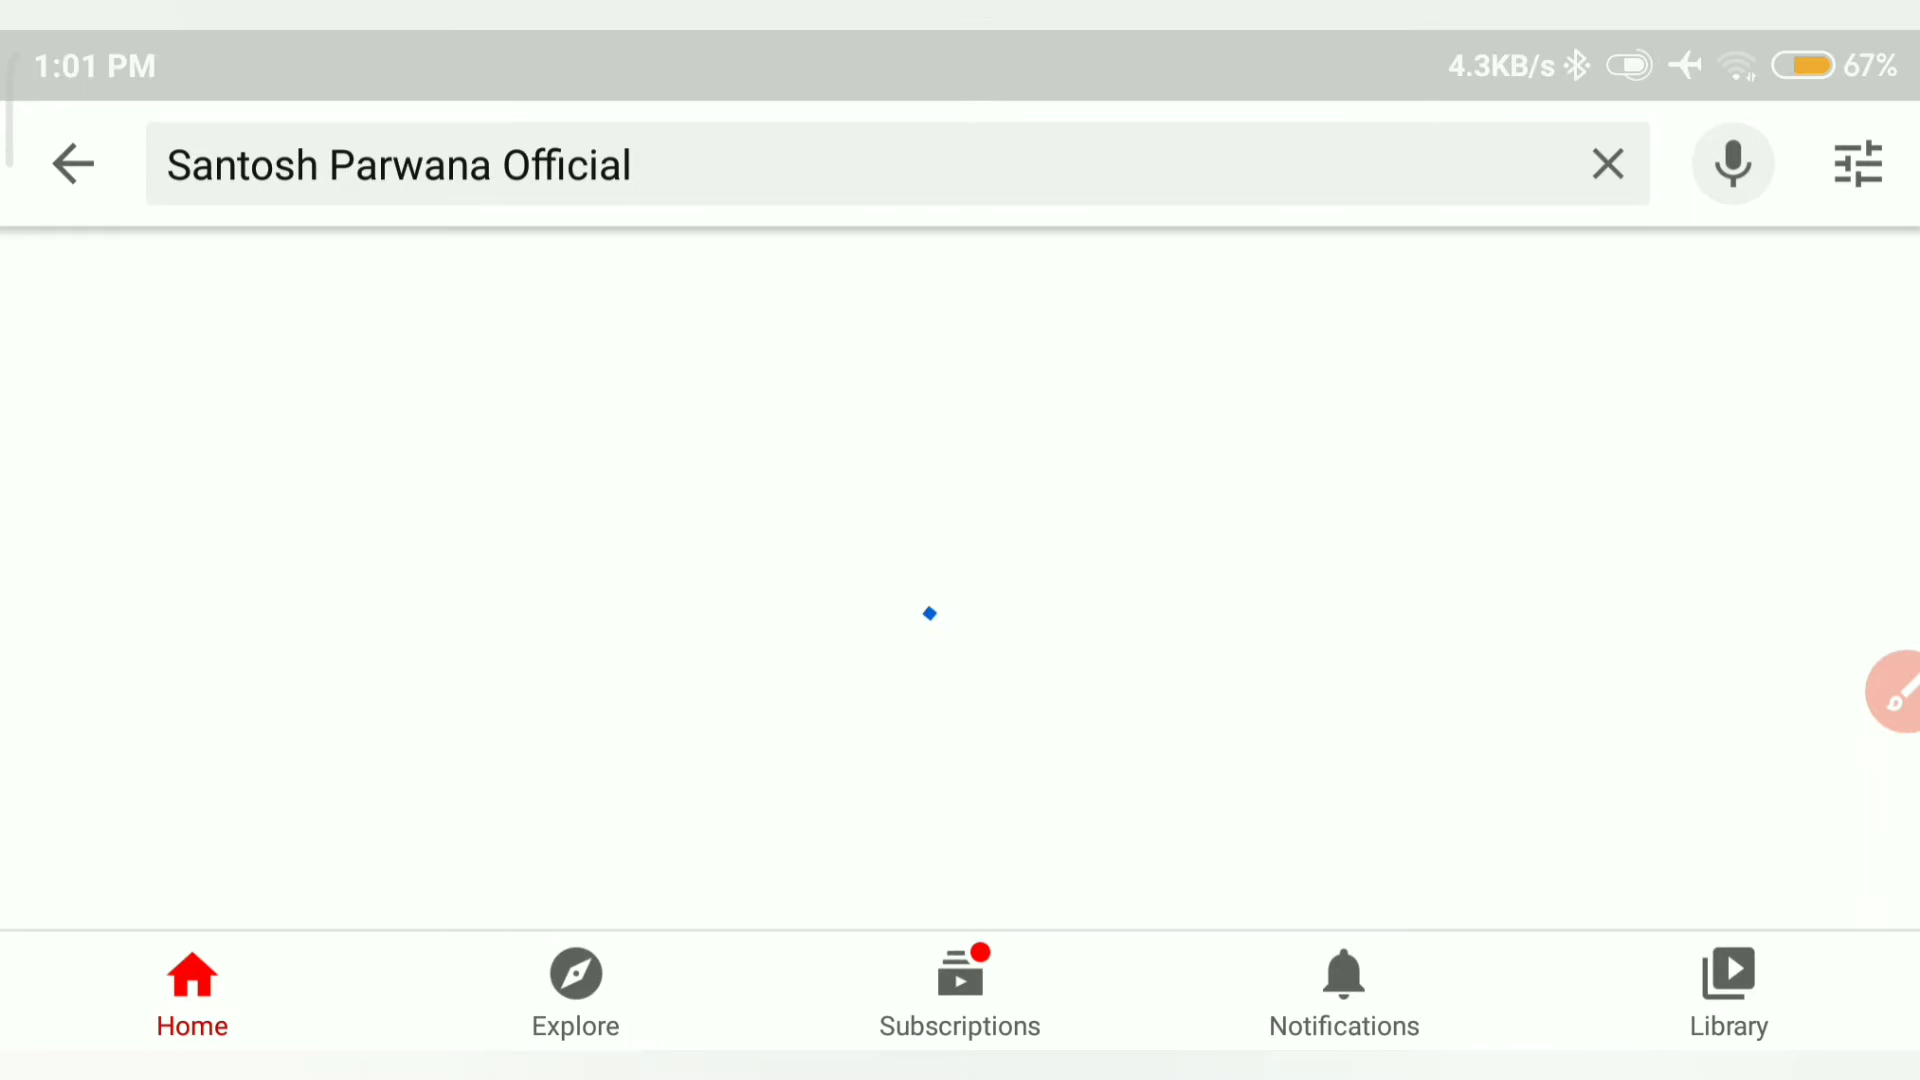 1:01 PM
4.3KB/s
67%
Santosh Parwana Official
Home
Explore
Subscriptions
Notifications
Library